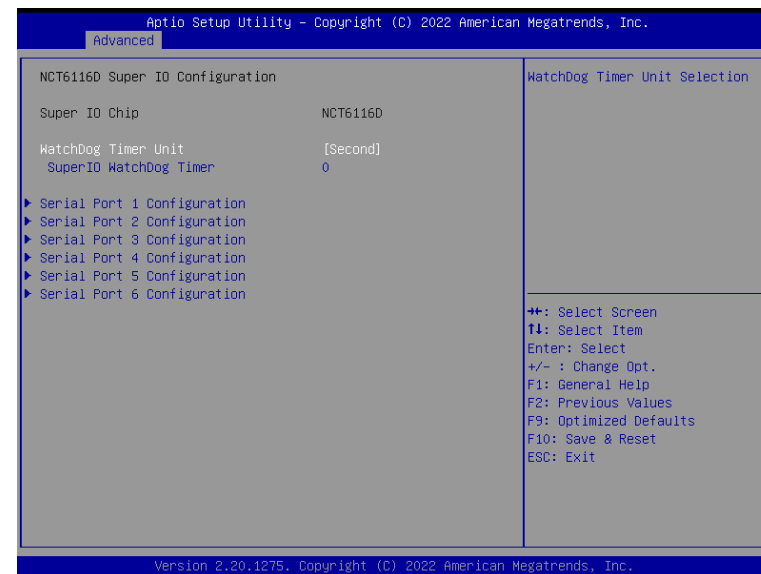 Aptio Setup Utility – Copyright (C) 2022 American Megatrends, Inc.
Advanced
NCT6116D Super IO Configuration
Super IO Chip NCT6116D
WatchDog Timer Unit [Second]
SuperIO WatchDog Timer 0
Serial Port 1 Configuration
Serial Port 2 Configuration
Serial Port 3 Configuration
Serial Port 4 Configuration
Serial Port 5 Configuration
Serial Port 6 Configuration
WatchDog Timer Unit Selection
→←: Select Screen
↑↓: Select Item
Enter: Select
+/- : Change Opt.
F1: General Help
F2: Previous Values
F9: Optimized Defaults
F10: Save & Reset
ESC: Exit
Version 2.20.1275. Copyright (C) 2022 American Megatrends, Inc.